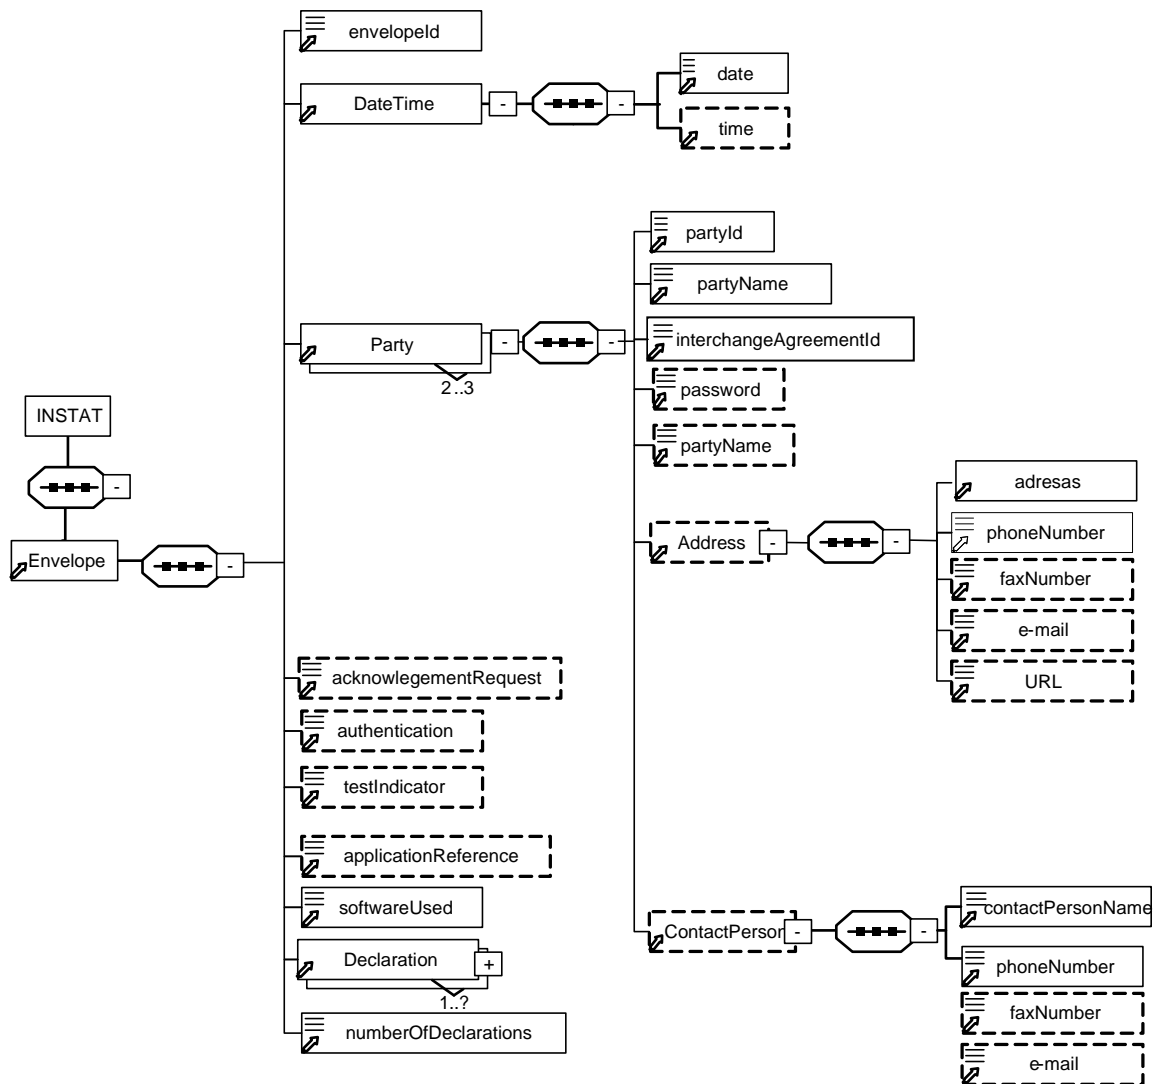 envelopeId
DateTime
-
-
date
time
partyId
partyName
interchangeAgreementId
Party
-
-
2..3
password
partyName
INSTAT
-
Envelope
-
Address
-
-
adresas
phoneNumber
faxNumber
e-mail
URL
acknowlegementRequest
authentication
testIndicator
applicationReference
softwareUsed
Declaration
+
1..?
numberOfDeclarations
ContactPerson
-
-
contactPersonName
phoneNumber
faxNumber
e-mail